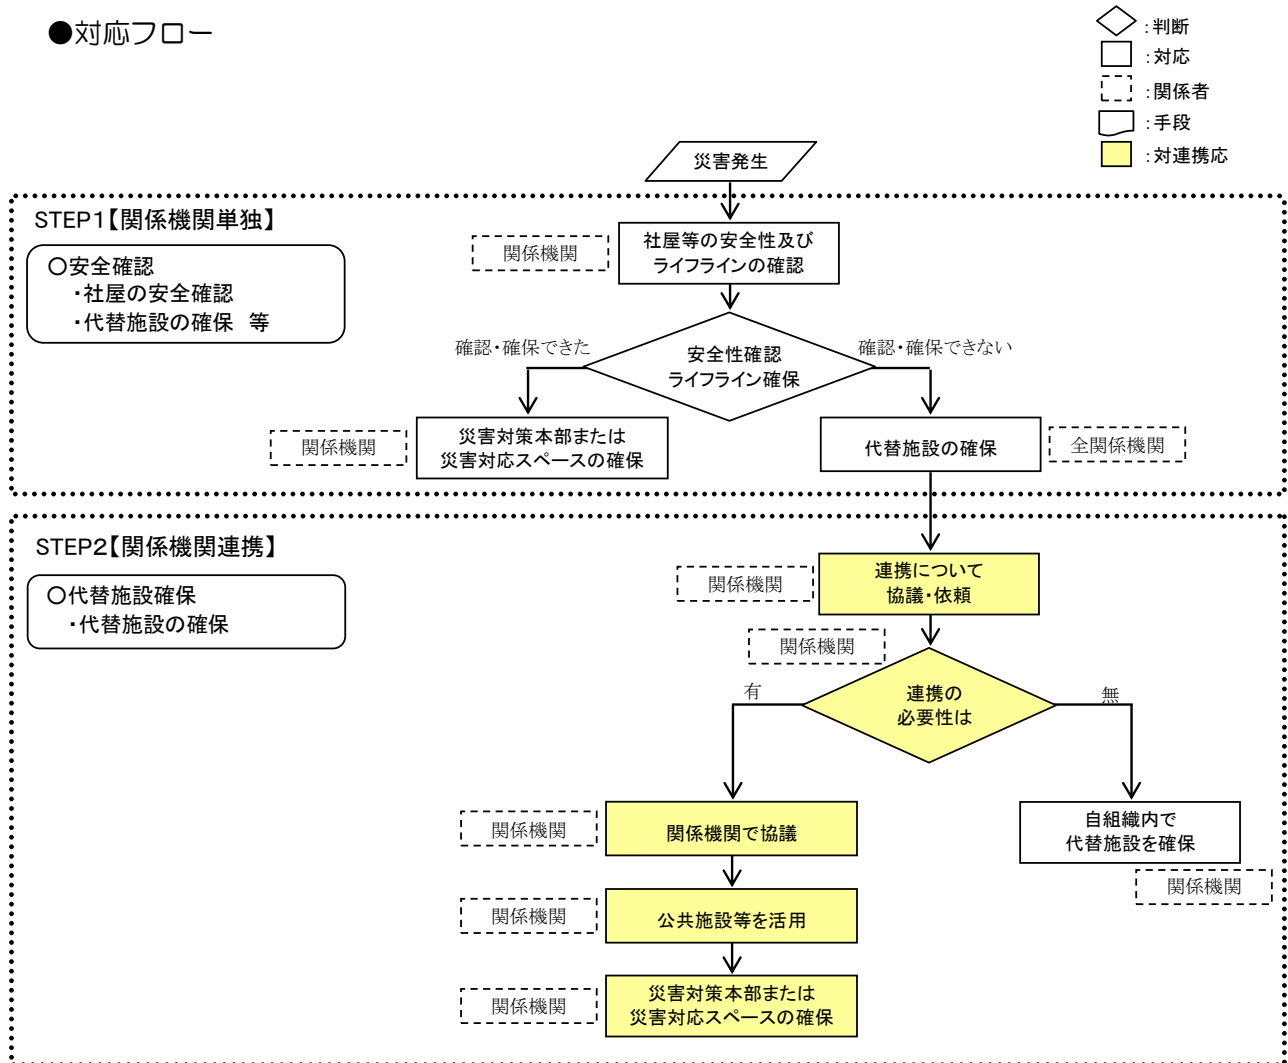 ●対応フロー
：判断
：対応
：関係者
：手段
：対連携応
災害発生
STEP1【関係機関単独】
○安全確認
・社屋の安全確認
・代替施設の確保 等
関係機関
社屋等の安全性及び
ライフラインの確認
確認・確保できた
安全性確認
ライフライン確保
確認・確保できない
関係機関
災害対策本部または
災害対応スペースの確保
代替施設の確保
全関係機関
STEP2【関係機関連携】
○代替施設確保
・代替施設の確保
関係機関
連携について
協議・依頼
関係機関
有
連携の
必要性は
無
関係機関
関係機関で協議
自組織内で
代替施設を確保
関係機関
関係機関
公共施設等を活用
関係機関
災害対策本部または
災害対応スペースの確保